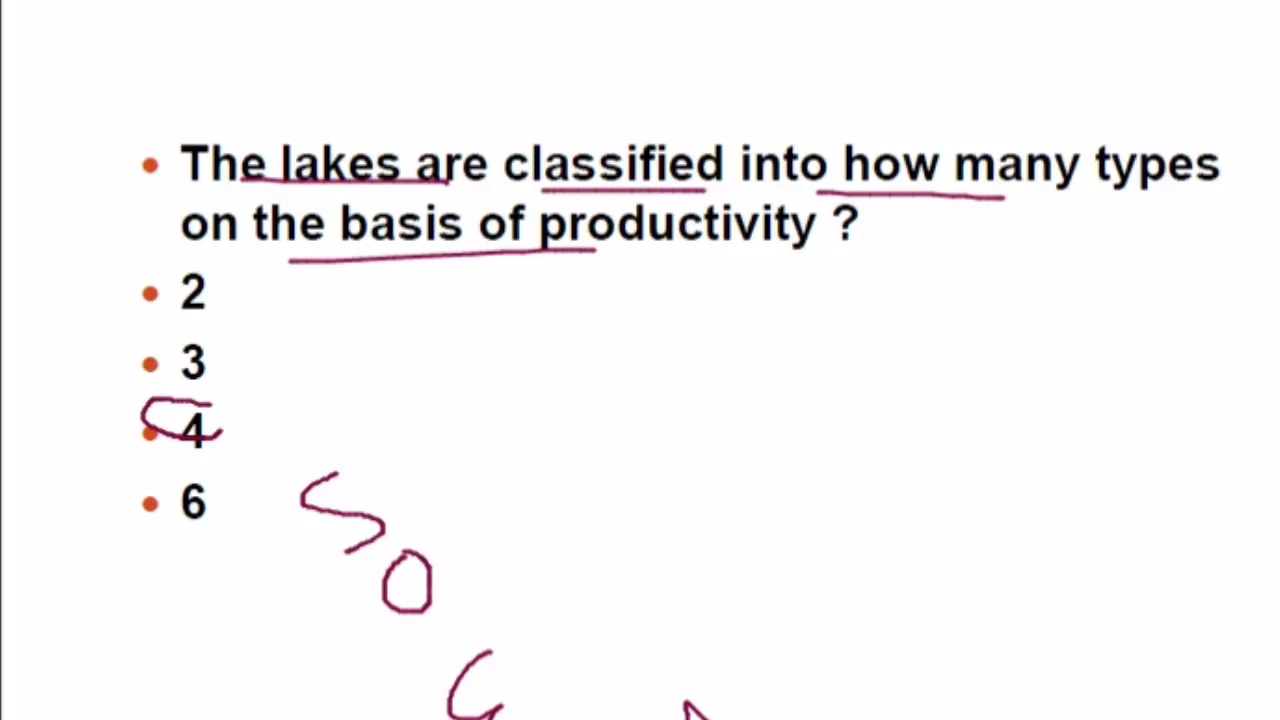 • The lakes are classified into how many types
on the basis of productivity ?
• 2
• 3
• 4
• 6
S
O